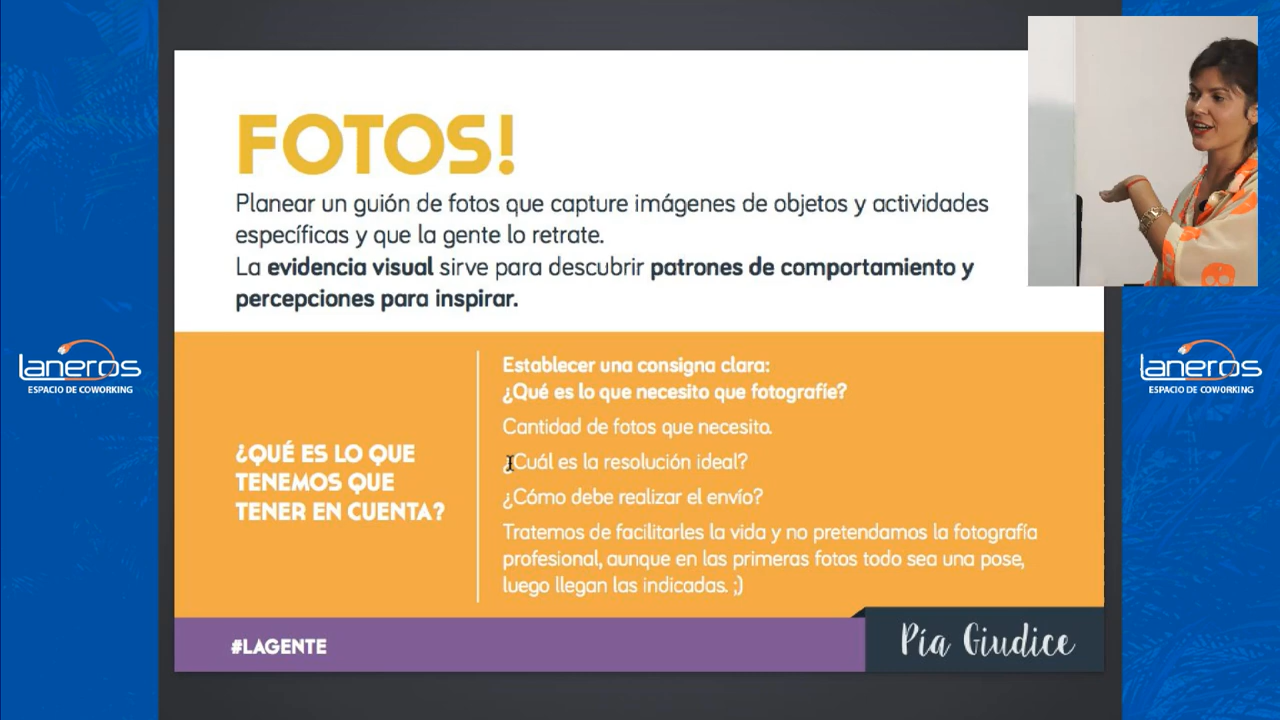 FOTOS!
Planear un guión de fotos que capture imágenes de objetos y actividades
específicas y que la gente lo retrate.
La evidencia visual sirve para descubrir patrones de comportamiento y
percepciones para inspirar.
¿QUÉ ES LO QUE
TENEMOS QUE
TENER EN CUENTA?
Establecer una consigna clara:
¿Qué es lo que necesito que fotografíe?
Cantidad de fotos que necesito.
¿Cuál es la resolución ideal?
¿Cómo debe realizar el envío?
Tratemos de facilitarles la vida y no pretendamos la fotografía
profesional, aunque en las primeras fotos todo sea una pose,
luego llegan las indicadas. ;)
#LAGENTE
Pía Giudice
Laneros
ESPACIO DE COWORKING
Laneros
ESPACIO DE COWORKING